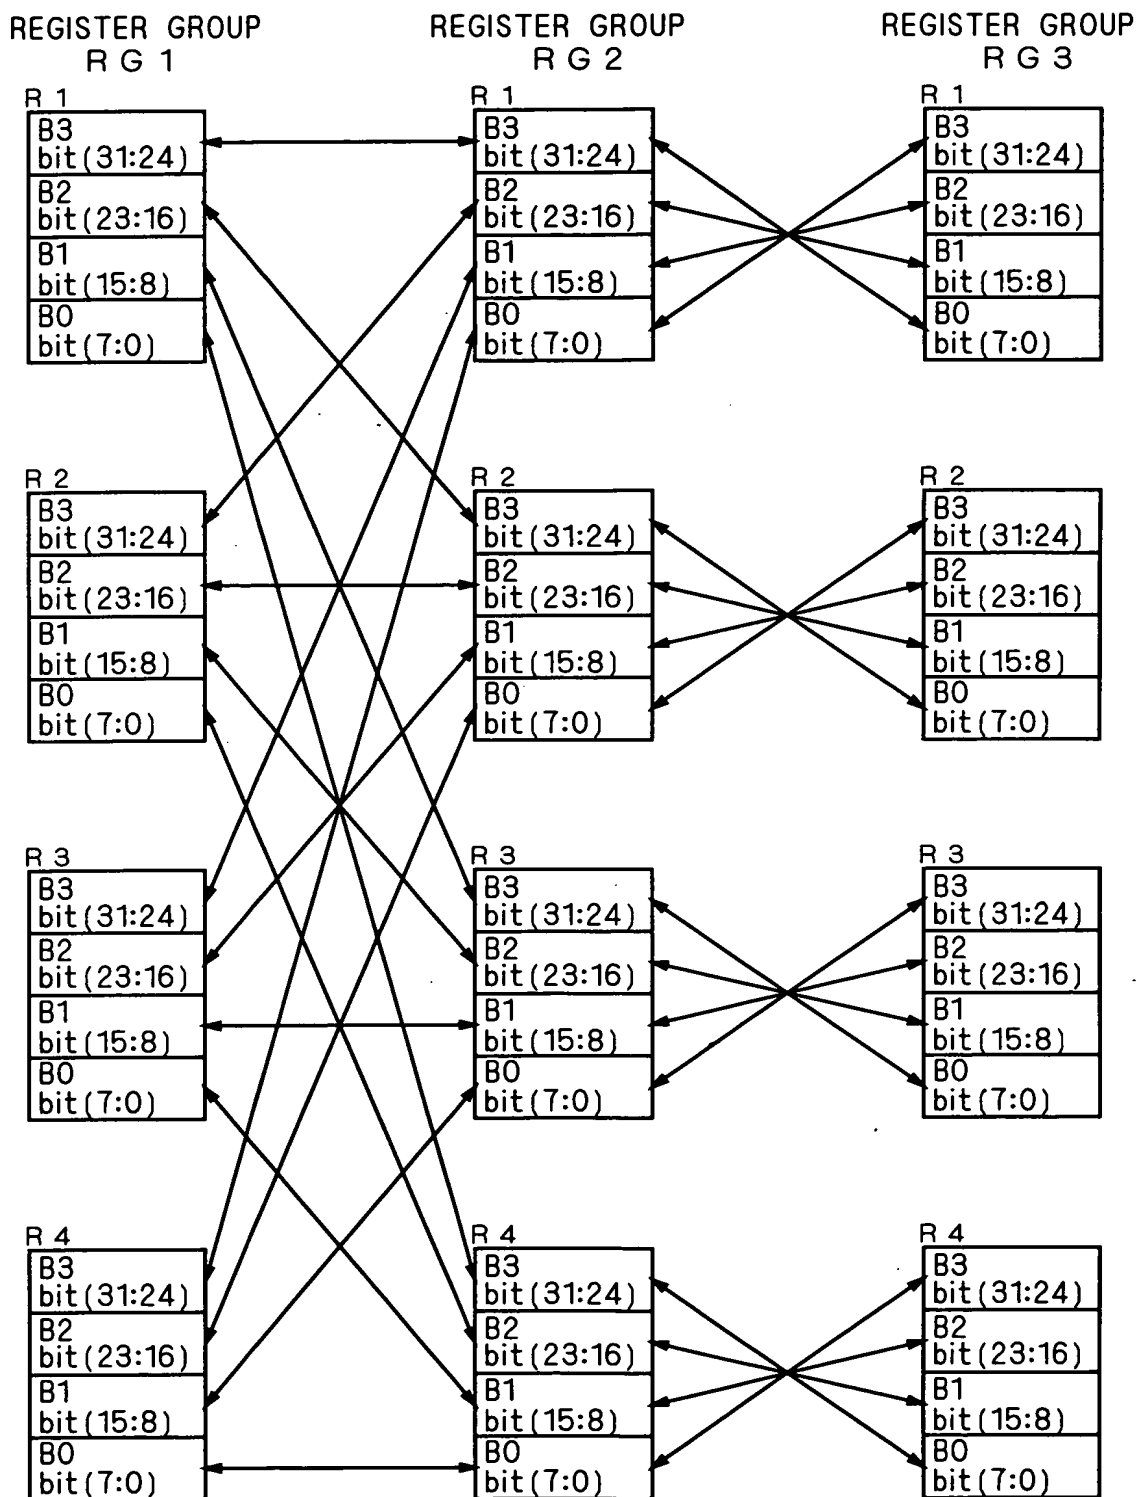 REGISTER GROUP
RG1
R1
B3
bit(31:24)
B2
bit(23:16)
B1
bit(15:8)
B0
bit(7:0)
R2
B3
bit(31:24)
B2
bit(23:16)
B1
bit(15:8)
B0
bit(7:0)
R3
B3
bit(31:24)
B2
bit(23:16)
B1
bit(15:8)
B0
bit(7:0)
R4
B3
bit(31:24)
B2
bit(23:16)
B1
bit(15:8)
B0
bit(7:0)
REGISTER GROUP
RG2
R1
B3
bit(31:24)
B2
bit(23:16)
B1
bit(15:8)
B0
bit(7:0)
R2
B3
bit(31:24)
B2
bit(23:16)
B1
bit(15:8)
B0
bit(7:0)
R3
B3
bit(31:24)
B2
bit(23:16)
B1
bit(15:8)
B0
bit(7:0)
R4
B3
bit(31:24)
B2
bit(23:16)
B1
bit(15:8)
B0
bit(7:0)
REGISTER GROUP
RG3
R1
B3
bit(31:24)
B2
bit(23:16)
B1
bit(15:8)
B0
bit(7:0)
R2
B3
bit(31:24)
B2
bit(23:16)
B1
bit(15:8)
B0
bit(7:0)
R3
B3
bit(31:24)
B2
bit(23:16)
B1
bit(15:8)
B0
bit(7:0)
R4
B3
bit(31:24)
B2
bit(23:16)
B1
bit(15:8)
B0
bit(7:0)